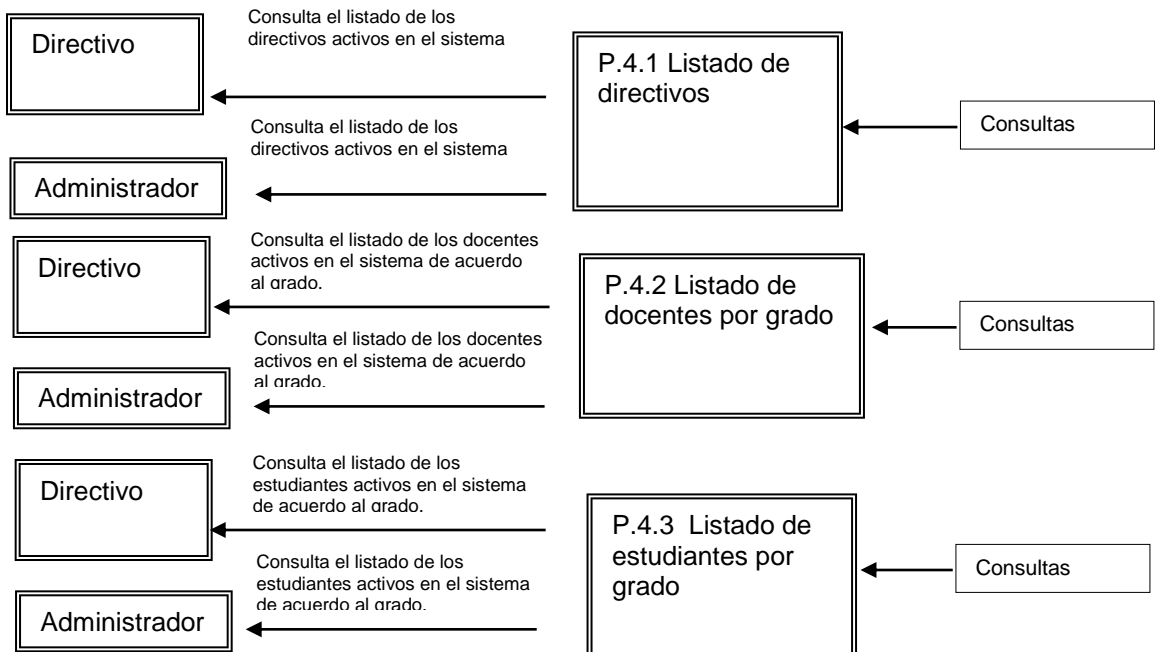 Directivo
Consulta el listado de los
directivos activos en el sistema
P.4.1 Listado de
directivos
Consultas
Consulta el listado de los
directivos activos en el sistema
Administrador
Directivo
Consulta el listado de los docentes
activos en el sistema de acuerdo
al grado.
P.4.2 Listado de
docentes por grado
Consultas
Consulta el listado de los docentes
activos en el sistema de acuerdo
al grado.
Administrador
Directivo
Consulta el listado de los
estudiantes activos en el sistema
de acuerdo al grado.
P.4.3 Listado de
estudiantes por
grado
Consultas
Consulta el listado de los
estudiantes activos en el sistema
de acuerdo al grado.
Administrador